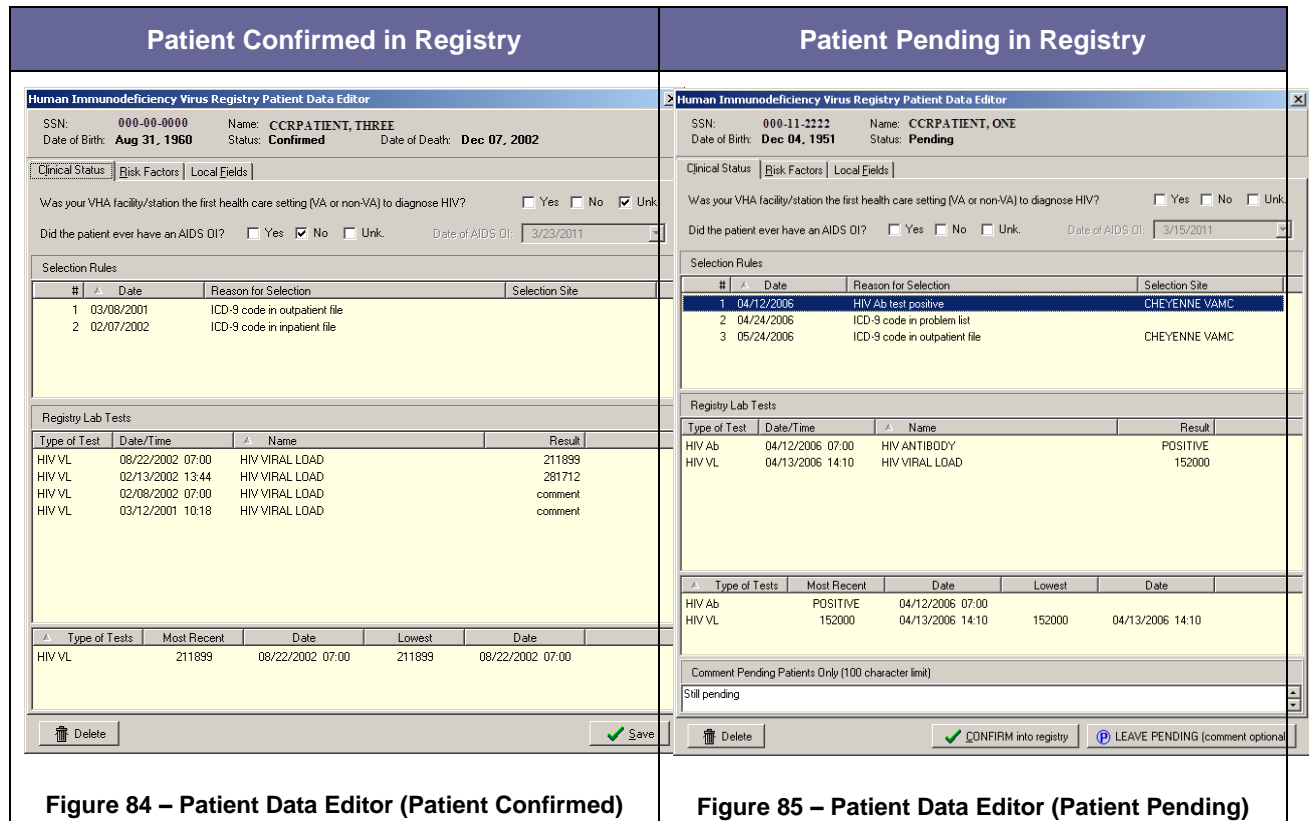 Patient Confirmed in Registry
Human Immunodeficiency Virus Registry Patient Data Editor
SSN: 000-00-0000 Name: CCRPATIENT, THREE
Date of Birth: Aug 31, 1960 Status: Confirmed Date of Death: Dec 07, 2002
Clinical Status Risk Factors Local Fields
Was your VHA facility/station the first health care setting (VA or non-VA) to diagnose HIV? Yes No Unk.
Did the patient ever have an AIDS OI? Yes No Unk. Date of AIDS OI: 3/23/2011
Selection Rules
# Date Reason for Selection Selection Site
1 03/08/2001 ICD-9 code in outpatient file
2 02/07/2002 ICD-9 code in inpatient file
Registry Lab Tests
Type of Test Date/Time Name Result
HIV VL 08/22/2002 07:00 HIV VIRAL LOAD 211899
HIV VL 02/13/2002 13:44 HIV VIRAL LOAD 281712
HIV VL 02/08/2002 07:00 HIV VIRAL LOAD comment
HIV VL 03/12/2001 10:18 HIV VIRAL LOAD comment
Type of Tests Most Recent Date Lowest Date
HIV VL 211899 08/22/2002 07:00 211899 08/22/2002 07:00
Delete Save
Figure 84 – Patient Data Editor (Patient Confirmed)
Patient Pending in Registry
Human Immunodeficiency Virus Registry Patient Data Editor
SSN: 000-11-2222 Name: CCRPATIENT, ONE
Date of Birth: Dec 04, 1951 Status: Pending
Clinical Status Risk Factors Local Fields
Was your VHA facility/station the first health care setting (VA or non-VA) to diagnose HIV? Yes No Unk.
Did the patient ever have an AIDS OI? Yes No Unk. Date of AIDS OI: 3/15/2011
Selection Rules
# Date Reason for Selection Selection Site
1 04/12/2006 HIV Ab test positive CHEYENNE VAMC
2 04/24/2006 ICD-9 code in problem list
3 05/24/2006 ICD-9 code in outpatient file CHEYENNE VAMC
Registry Lab Tests
Type of Test Date/Time Name Result
HIV Ab 04/12/2006 07:00 HIV ANTIBODY POSITIVE
HIV VL 04/13/2006 14:10 HIV VIRAL LOAD 152000
Type of Tests Most Recent Date Lowest Date
HIV Ab POSITIVE 04/12/2006 07:00
HIV VL 152000 04/13/2006 14:10 152000 04/13/2006 14:10
Comment Pending Patients Only (100 character limit)
Still pending
Delete CONFIRM into registry P LEAVE PENDING (comment optional
Figure 85 – Patient Data Editor (Patient Pending)